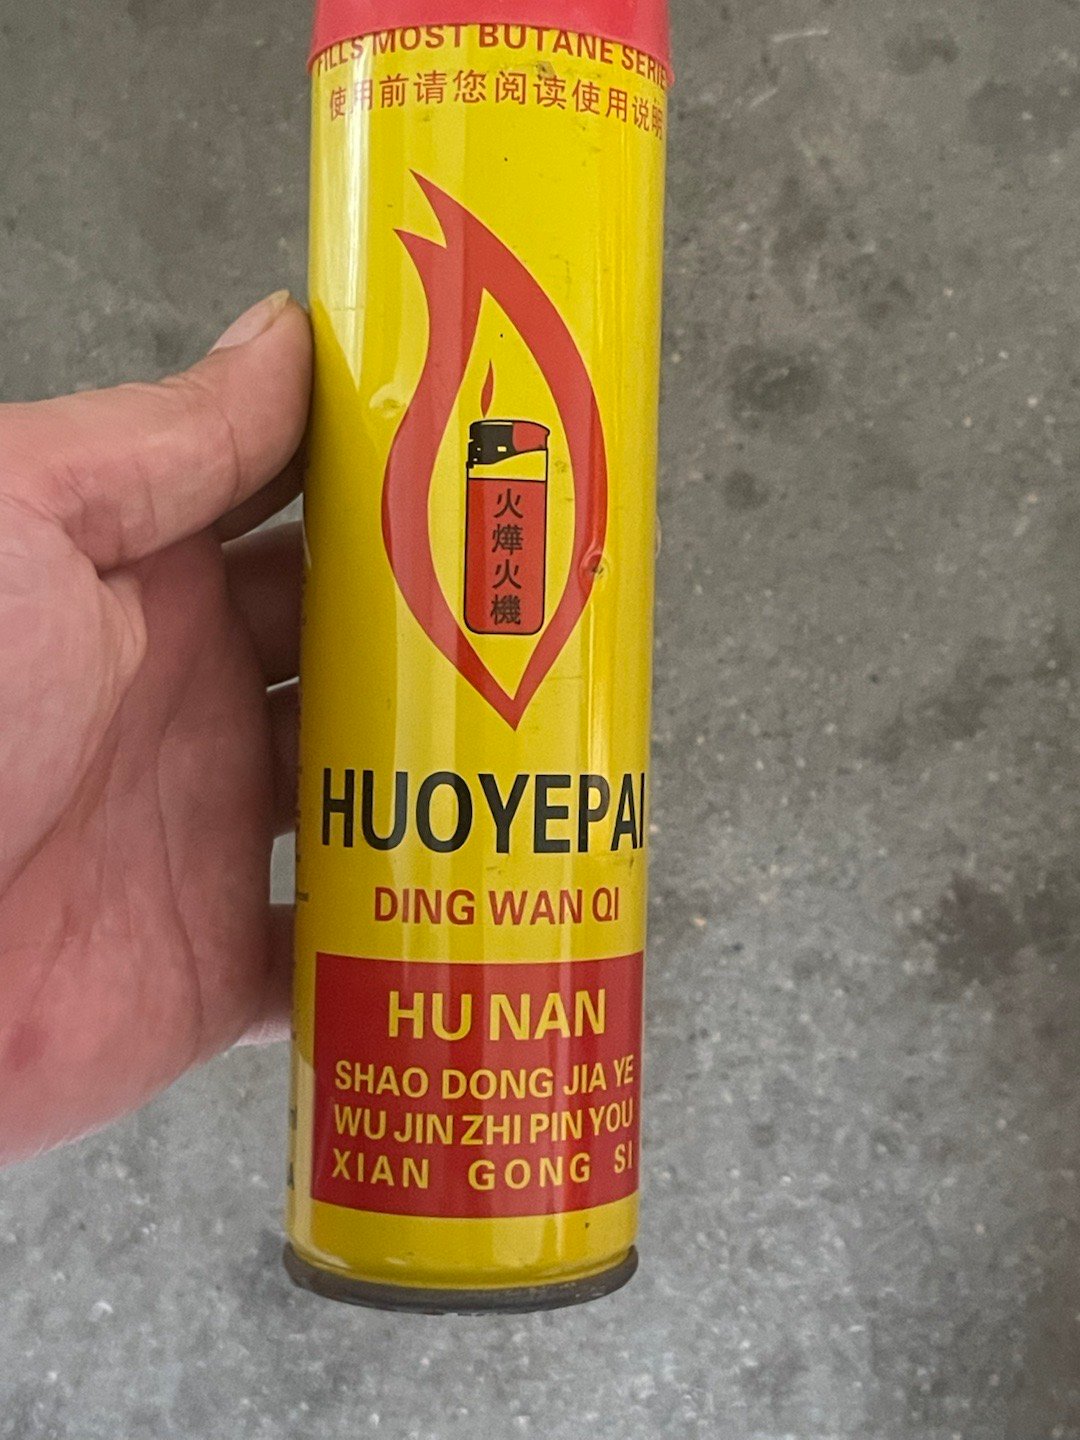 FILLS MOST BUTANE SERIE
使用前请您阅读使用说明
火
燁
火
機
HUOYEPAI
DING WAN QI
HU NAN
SHAO DONG JIA YE
WU JIN ZHI PIN YOU
XIAN GONG SI